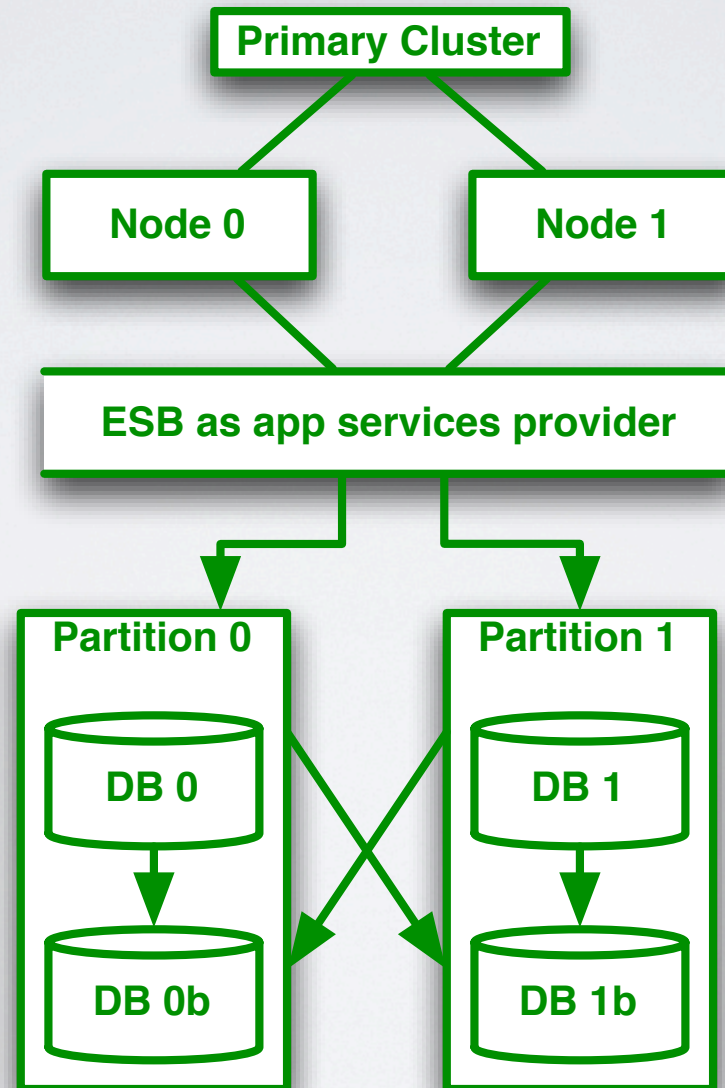 Primary Cluster
Node 0
Node 1
ESB as app services provider
Partition 0
Partition 1
DB 0
DB 1
DB 0b
DB 1b